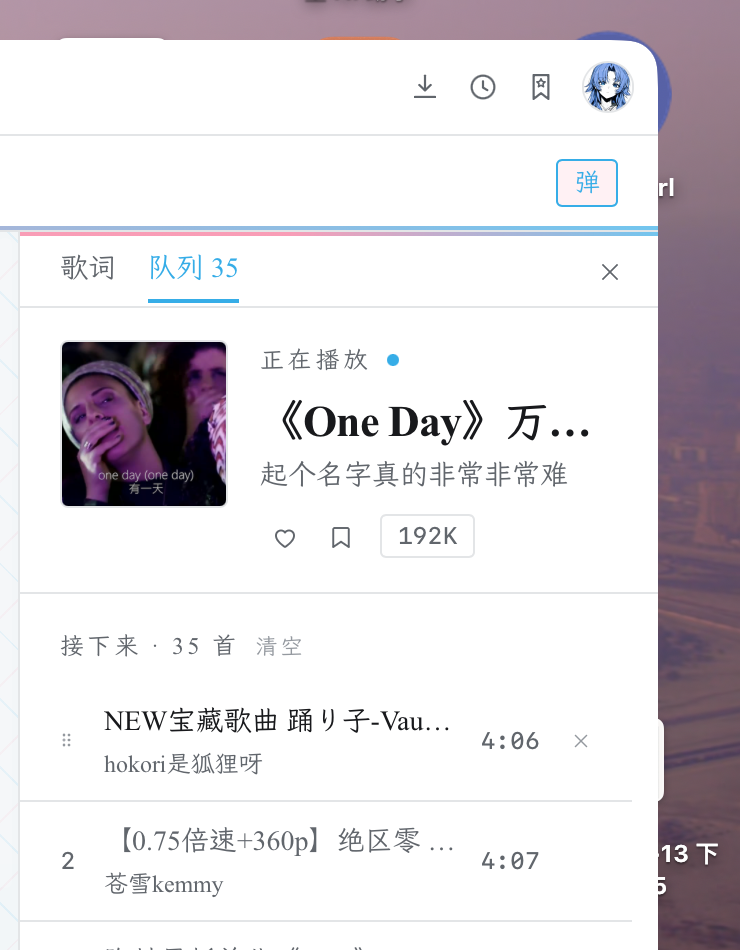 弹
rl
歌词 队列 35
one day (one day)
有一天
正在播放
《One Day》万…
起个名字真的非常非常难
192K
接下来 · 35 首 清空
NEW宝藏歌曲 踊り子-Vau…
4:06
hokori是狐狸呀
2
【0.75倍速+360p】绝区零 …
4:07
苍雪kemmy
-13 下
5